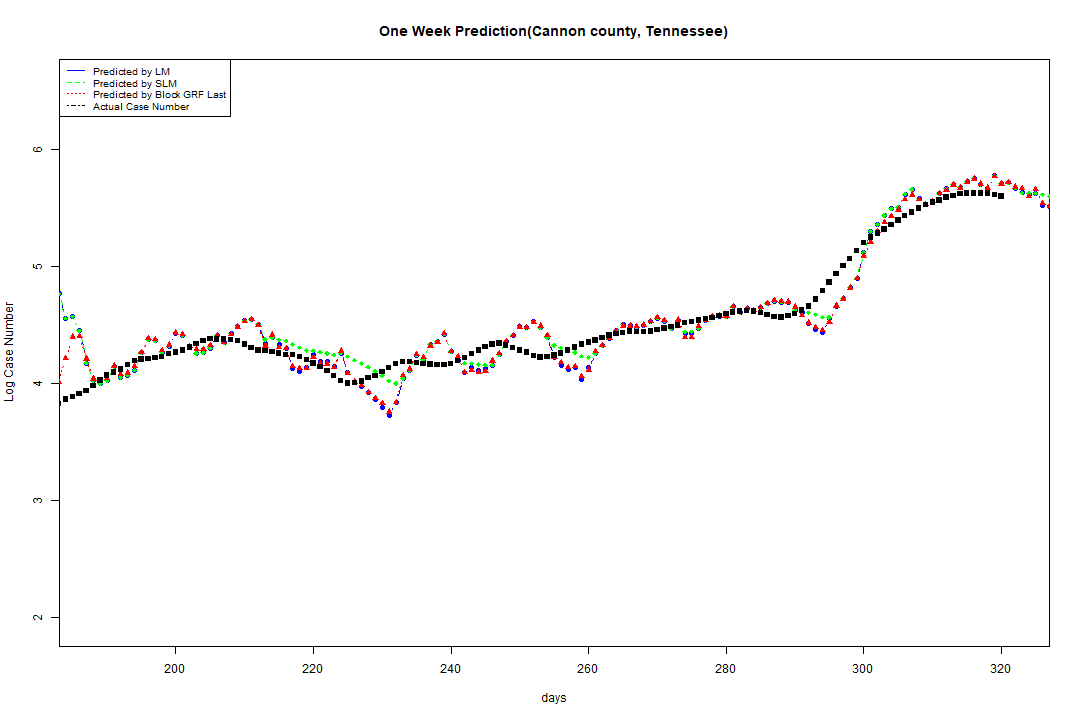 One Week Prediction(Cannon county, Tennessee)
Predicted by LM
Predicted by SLM
Predicted by Block GRF Last
Actual Case Number
6
5
4
3
2
Log Case Number
200 220 240 260 280 300 320
days